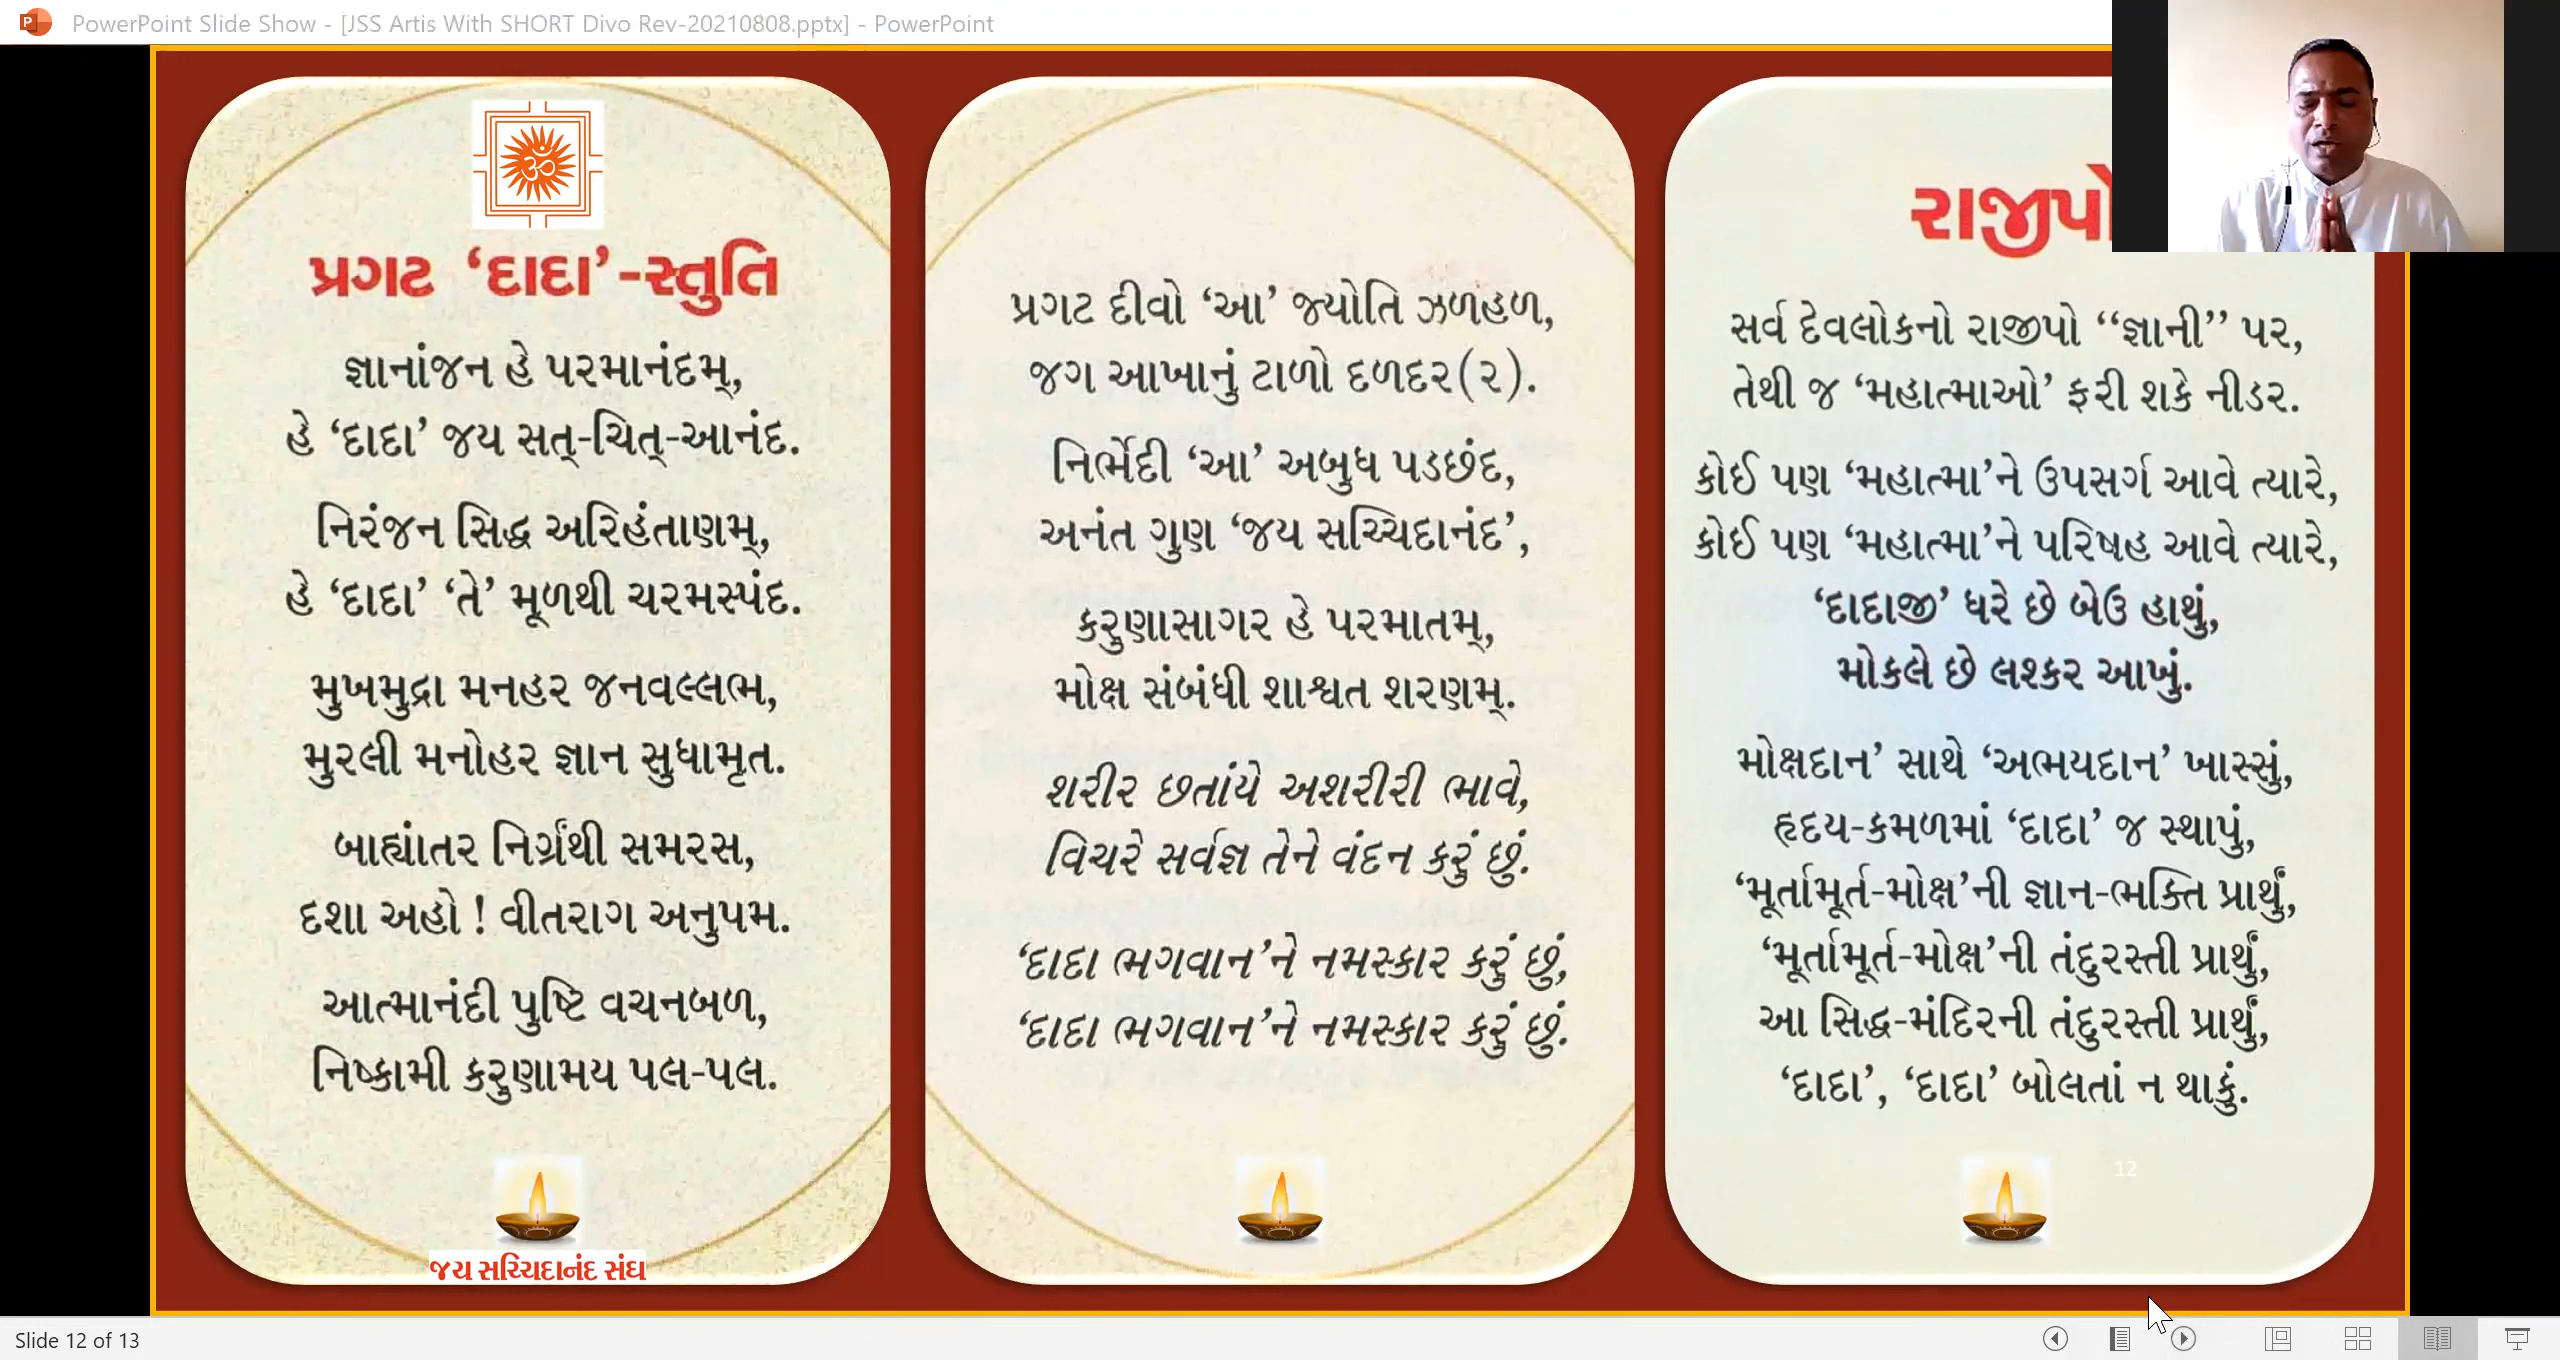 PowerPoint Slide Show - [JSS Artis With SHORT Divo Rev-20210808.pptx] - PowerPoint
પ્રગટ ‘દાદા’-સ્તુતિ
જ્ઞાનાંજન હે પરમાનંદમ્,
હે ‘દાદા’ જય સત્-ચિત્-આનંદ.
નિરંજન સિદ્ધ અરિહંતાણમ્,
હે ‘દાદા’ ‘તે’ મૂળથી ચરમસ્પંદ.
મુખમુદ્રા મનહર જનવલ્લભ,
મુરલી મનોહર જ્ઞાન સુધામૃત.
બાહ્યાંતર નિર્ગ્રંથી સમરસ,
દશા અહો ! વીતરાગ અનુપમ.
આત્માનંદી પુષ્ટિ વચનબળ,
નિષ્કામી કરુણામય પલ-પલ.
જય સચ્ચિદાનંદ સંઘ
પ્રગટ દીવો ‘આ’ જ્યોતિ ઝળહળ,
જગ આખાનું ટાળો દળદર(૨).
નિર્ભેદી ‘આ’ અબુધ પડછંદ,
અનંત ગુણ ‘જય સચ્ચિદાનંદ’,
કરુણાસાગર હે પરમાતમ્,
મોક્ષ સંબંધી શાશ્વત શરણમ્.
શરીર છતાંયે અશરીરી ભાવે,
વિચરે સર્વજ્ઞ તેને વંદન કરું છું.
‘દાદા ભગવાન’ને નમસ્કાર કરું છું,
‘દાદા ભગવાન’ને નમસ્કાર કરું છું.
રાજીપો
સર્વ દેવલોકનો રાજીપો ‘‘જ્ઞાની’’ પર,
તેથી જ ‘મહાત્માઓ’ ફરી શકે નીડર.
કોઈ પણ ‘મહાત્મા’ને ઉપસર્ગ આવે ત્યારે,
કોઈ પણ ‘મહાત્મા’ને પરિષહ આવે ત્યારે,
‘દાદાજી’ ધરે છે બેઉ હાથું,
મોકલે છે લશ્કર આખું.
મોક્ષદાન’ સાથે ‘અભયદાન’ ખાસ્સું,
હૃદય-કમળમાં ‘દાદા’ જ સ્થાપું,
‘મૂર્તામૂર્ત-મોક્ષ’ની જ્ઞાન-ભક્તિ પ્રાર્થું,
‘મૂર્તામૂર્ત-મોક્ષ’ની તંદુરસ્તી પ્રાર્થું,
આ સિદ્ધ-મંદિરની તંદુરસ્તી પ્રાર્થું,
‘દાદા’, ‘દાદા’ બોલતાં ન થાકું.
12
Slide 12 of 13